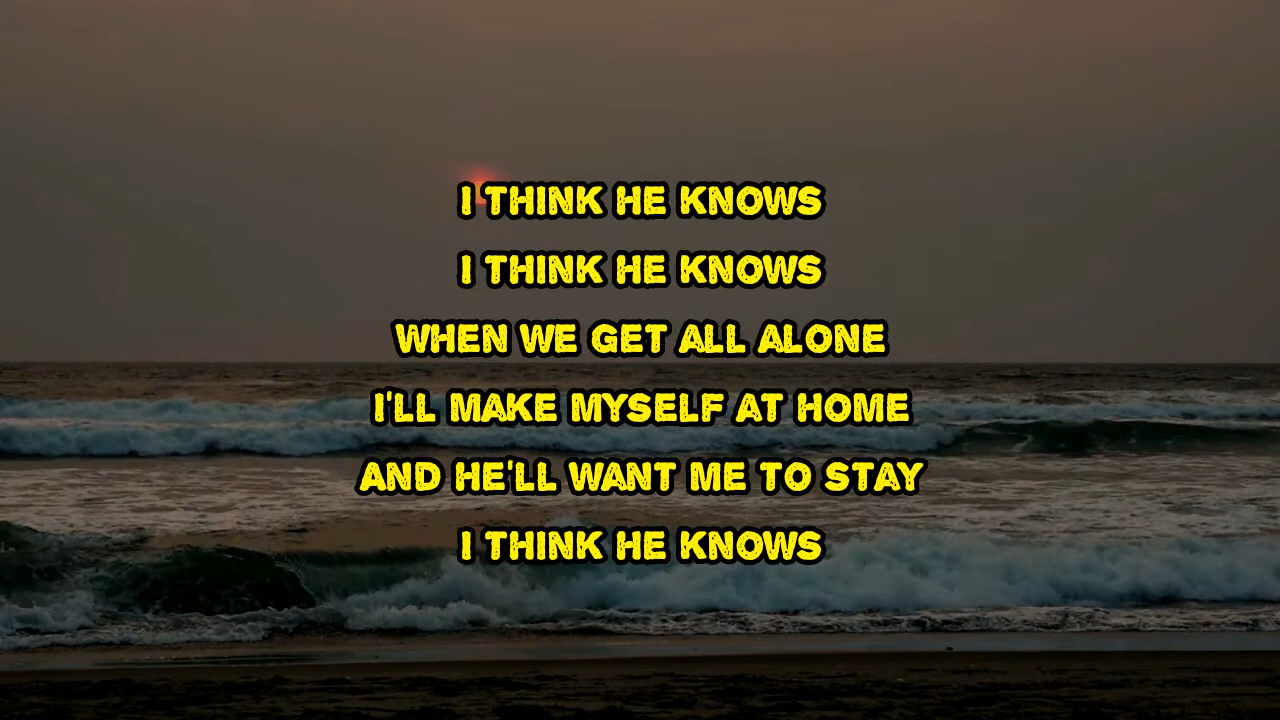 I THINK HE KNOWS
I THINK HE KNOWS
WHEN WE GET ALL ALONE
I'LL MAKE MYSELF AT HOME
AND HE'LL WANT ME TO STAY
I THINK HE KNOWS